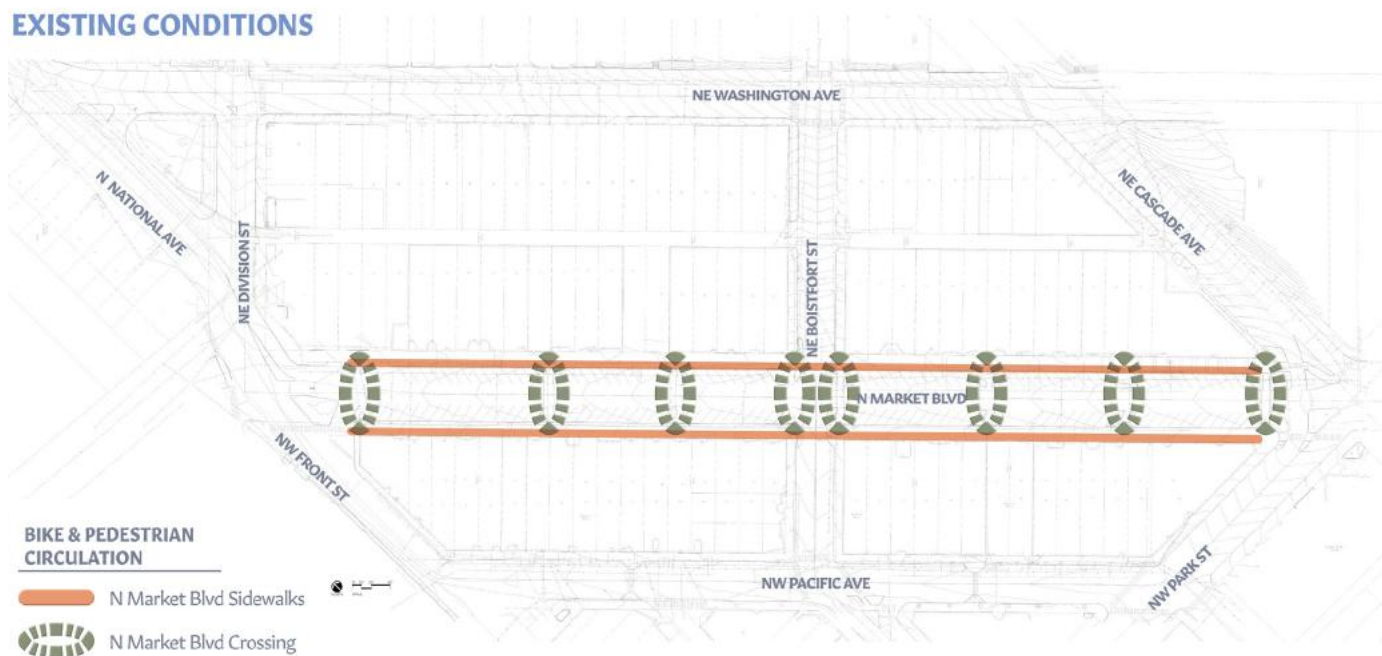 EXISTING CONDITIONS
NE WASHINGTON AVE
N NATIONAL AVE
NE DIVISION ST
NE BOISTFORT ST
NE CASCADE AVE
N MARKET BLVD
NW FRONT ST
NW PACIFIC AVE
NW PARK ST
BIKE & PEDESTRIAN
CIRCULATION
N Market Blvd Sidewalks
N Market Blvd Crossing